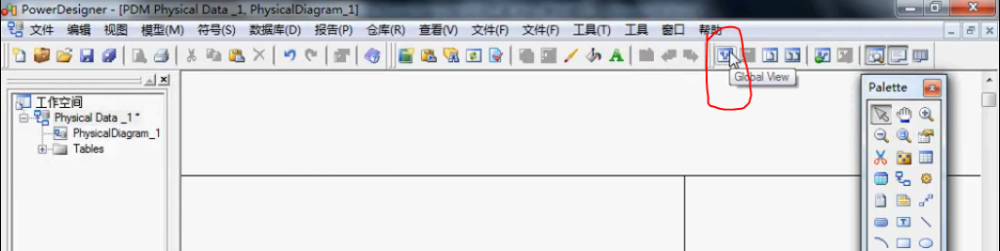 PowerDesigner - [PDM Physical Data _1, PhysicalDiagram_1]
文件 编辑 视图 模型(M) 符号(S) 数据库(D) 报告(P) 仓库(R) 查看(V) 文件(F) 文件(F) 工具(T) 工具 窗口 帮助
Global View
Palette
工作空间
Physical Data _1 *
PhysicalDiagram_1
Tables